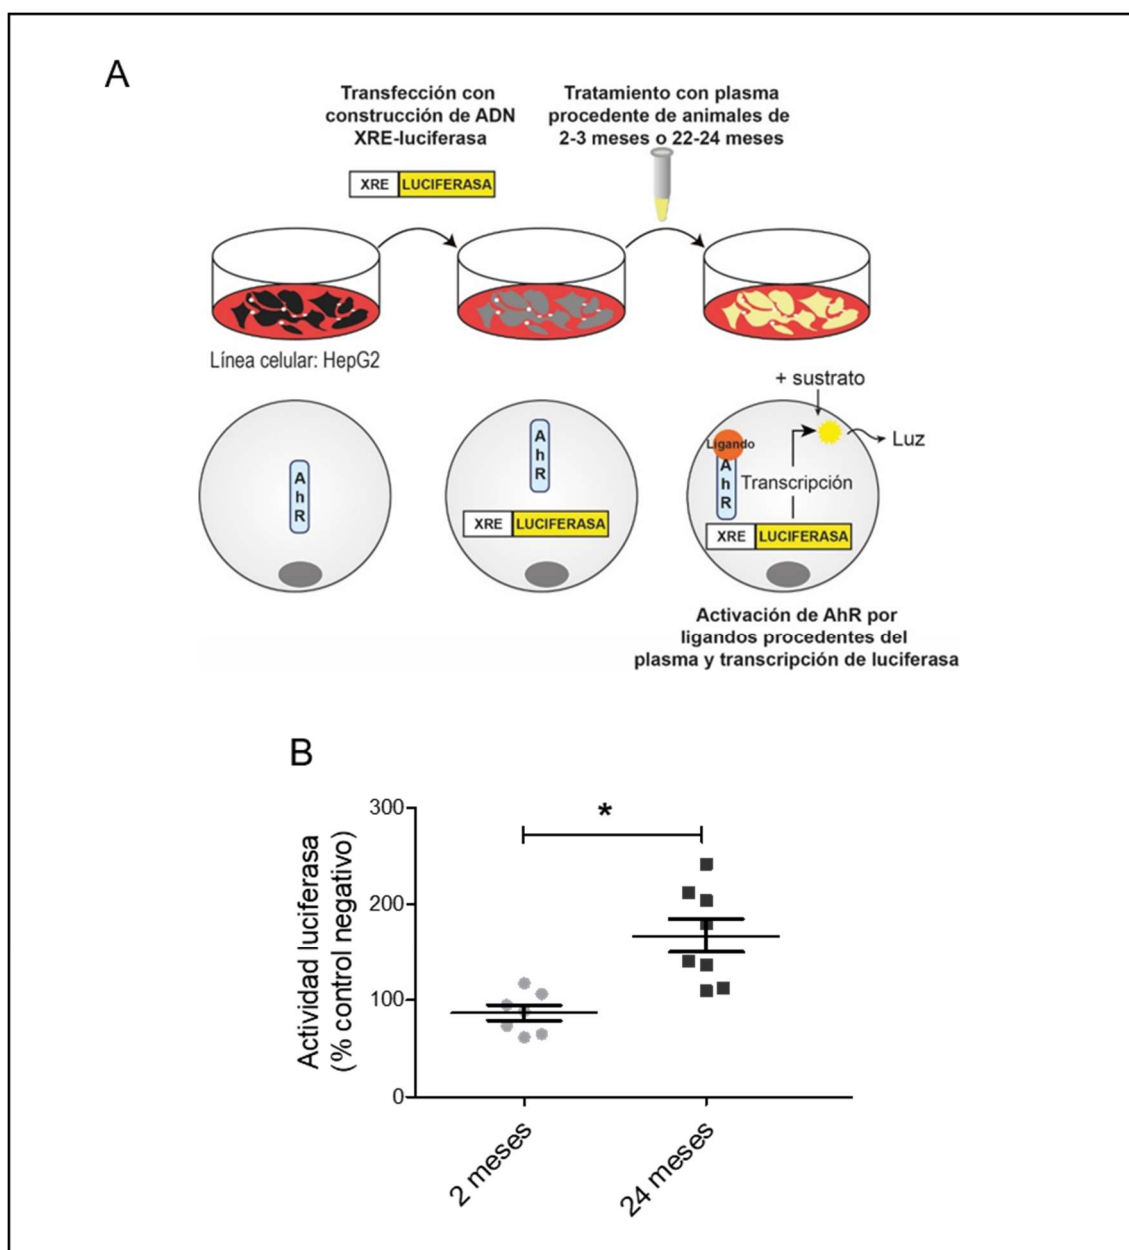 A
Transfección con
construcción de ADN
XRE-luciferasa
Tratamiento con plasma
procedente de animales de
2-3 meses o 22-24 meses
XRE LUCIFERASA
Línea celular: HepG2
+ sustrato
AhR
AhR
XRE LUCIFERASA
Ligando
AhR
Transcripción
Luz
XRE LUCIFERASA
Activación de AhR por
ligandos procedentes del
plasma y transcripción de luciferasa
B
Actividad luciferasa
(% control negativo)
300
200
100
0
*
2 meses
24 meses